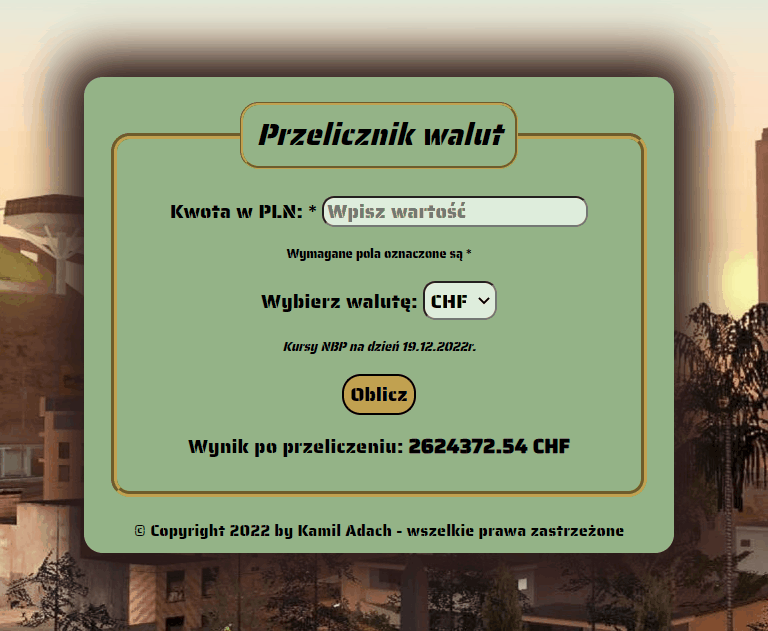 Przelicznik walut
Kwota w PLN: * Wpisz wartość
Wymagane pola oznaczone są *
Wybierz walutę: CHF
Kursy NBP na dzień 19.12.2022r.
Oblicz
Wynik po przeliczeniu: 2624372.54 CHF
© Copyright 2022 by Kamil Adach - wszelkie prawa zastrzeżone